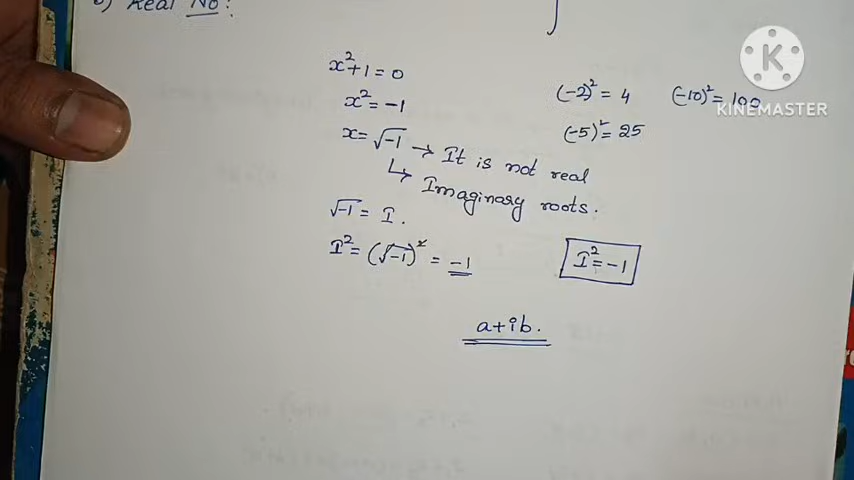 Real No:
x²+1=0
x²=-1
x=√-1 → It is not real
↳ Imaginary roots.
√-1 = I.
I²=(√-1)²=-1
(-2)²=4 (-10)²=100
(-5)²=25
I²=-1
a+ib.
K
KINEMASTER